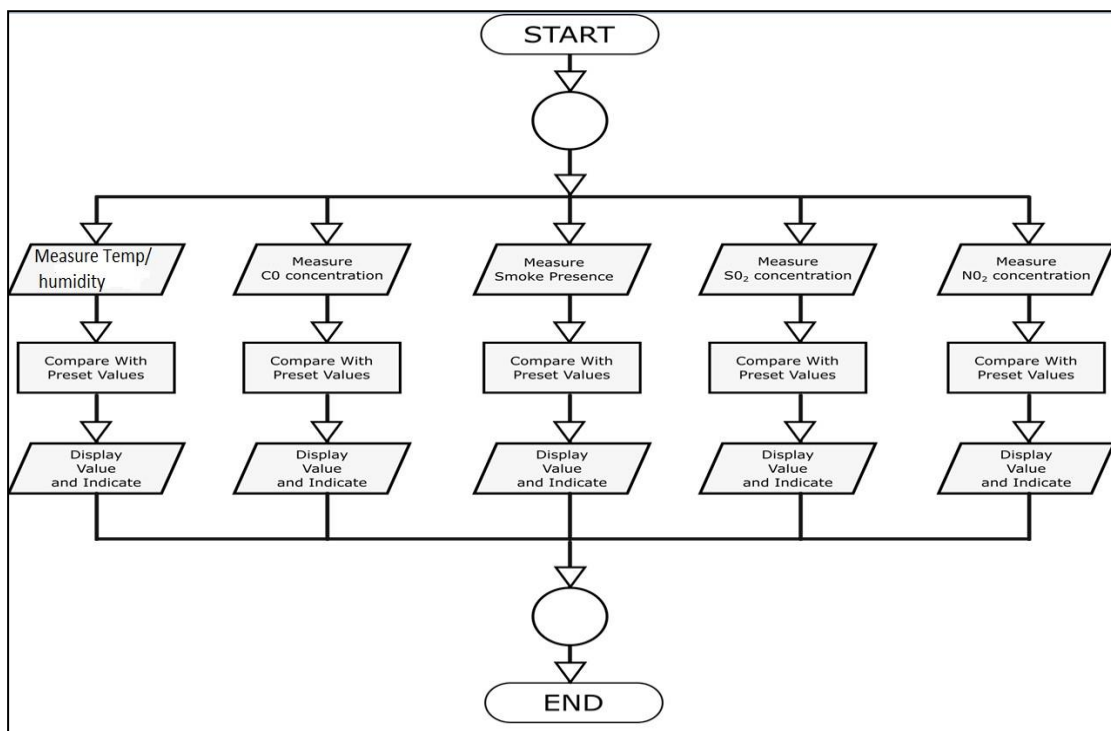 START
Measure Temp/
humidity
Measure
C0 concentration
Measure
Smoke Presence
Measure
S0₂ concentration
Measure
N0₂ concentration
Compare With
Preset Values
Compare With
Preset Values
Compare With
Preset Values
Compare With
Preset Values
Compare With
Preset Values
Display
Value
and Indicate
Display
Value
and Indicate
Display
Value
and Indicate
Display
Value
and Indicate
Display
Value
and Indicate
END